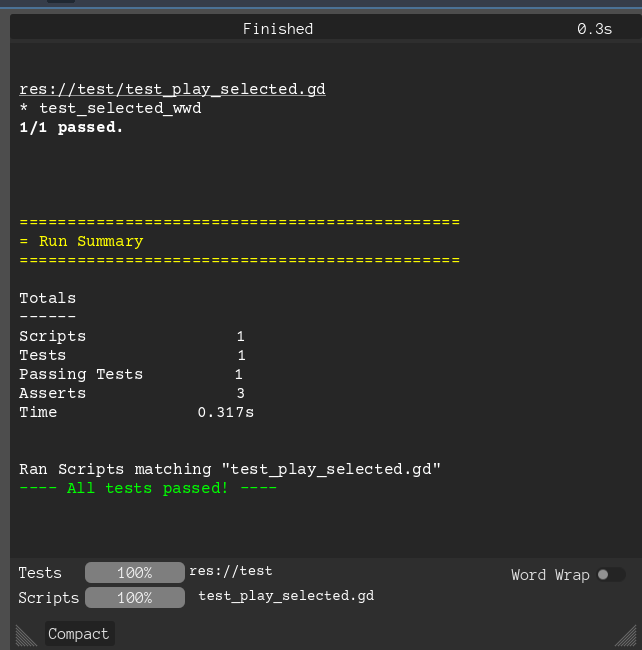 Finished 0.3s
res://test/test_play_selected.gd
* test_selected_wwd
1/1 passed.
==============================================
= Run Summary
==============================================
Totals
------
Scripts 1
Tests 1
Passing Tests 1
Asserts 3
Time 0.317s
Ran Scripts matching "test_play_selected.gd"
---- All tests passed! ----
Tests 100% res://test Word Wrap
Scripts 100% test_play_selected.gd
Compact